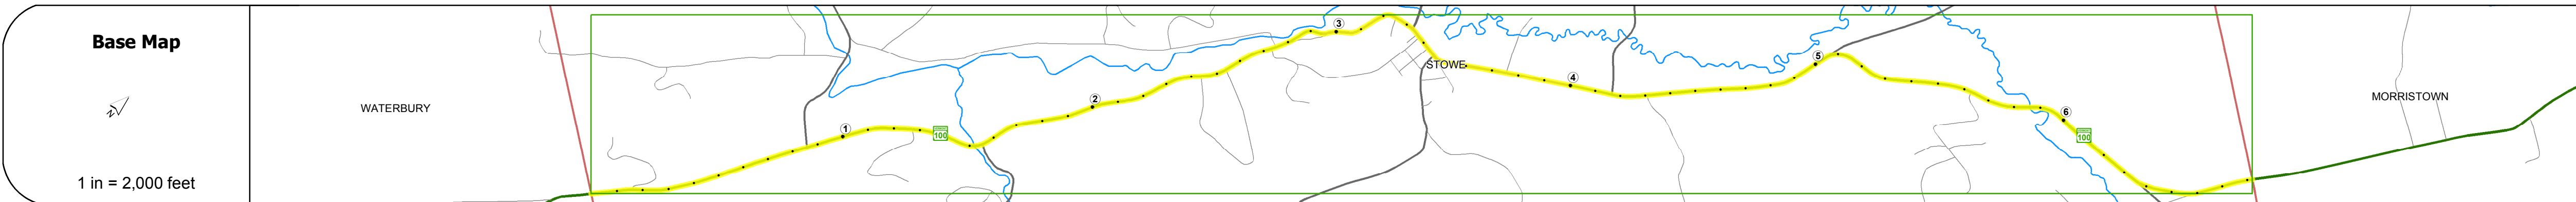 Base Map
N
1 in = 2,000 feet
WATERBURY
1
100
2
3
STOWE
4
5
6
100
MORRISTOWN